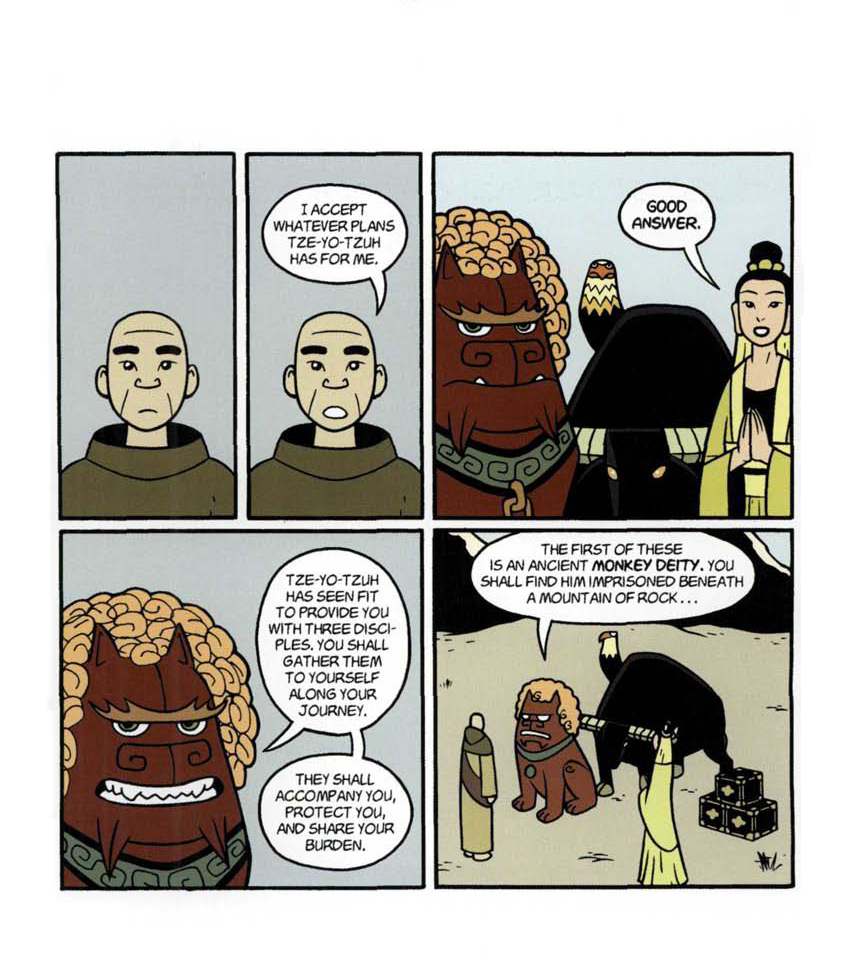 I ACCEPT
WHATEVER PLANS
TZE-YO-TZUH
HAS FOR ME.
GOOD
ANSWER.
TZE-YO-TZUH
HAS SEEN FIT
TO PROVIDE YOU
WITH THREE DISCI-
PLES. YOU SHALL
GATHER THEM
TO YOURSELF
ALONG YOUR
JOURNEY.
THEY SHALL
ACCOMPANY YOU,
PROTECT YOU,
AND SHARE YOUR
BURDEN.
THE FIRST OF THESE
IS AN ANCIENT MONKEY DEITY. YOU
SHALL FIND HIM IMPRISONED BENEATH
A MOUNTAIN OF ROCK...